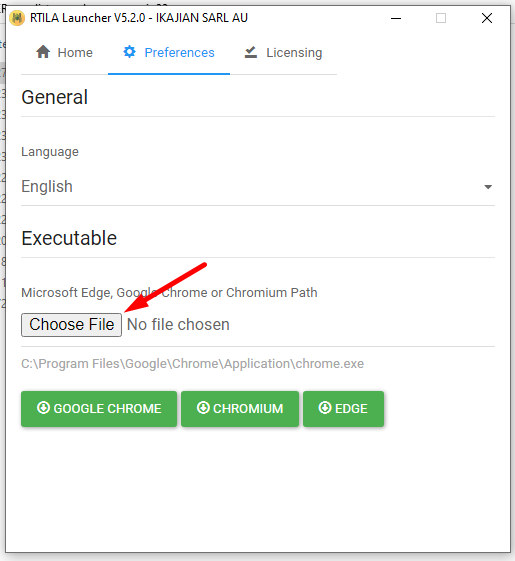 RTILA Launcher V5.2.0 - IKAJIAN SARL AU
Home Preferences Licensing
General
Language
English
Executable
Microsoft Edge, Google Chrome or Chromium Path
Choose File No file chosen
C:\Program Files\Google\Chrome\Application\chrome.exe
GOOGLE CHROME CHROMIUM EDGE